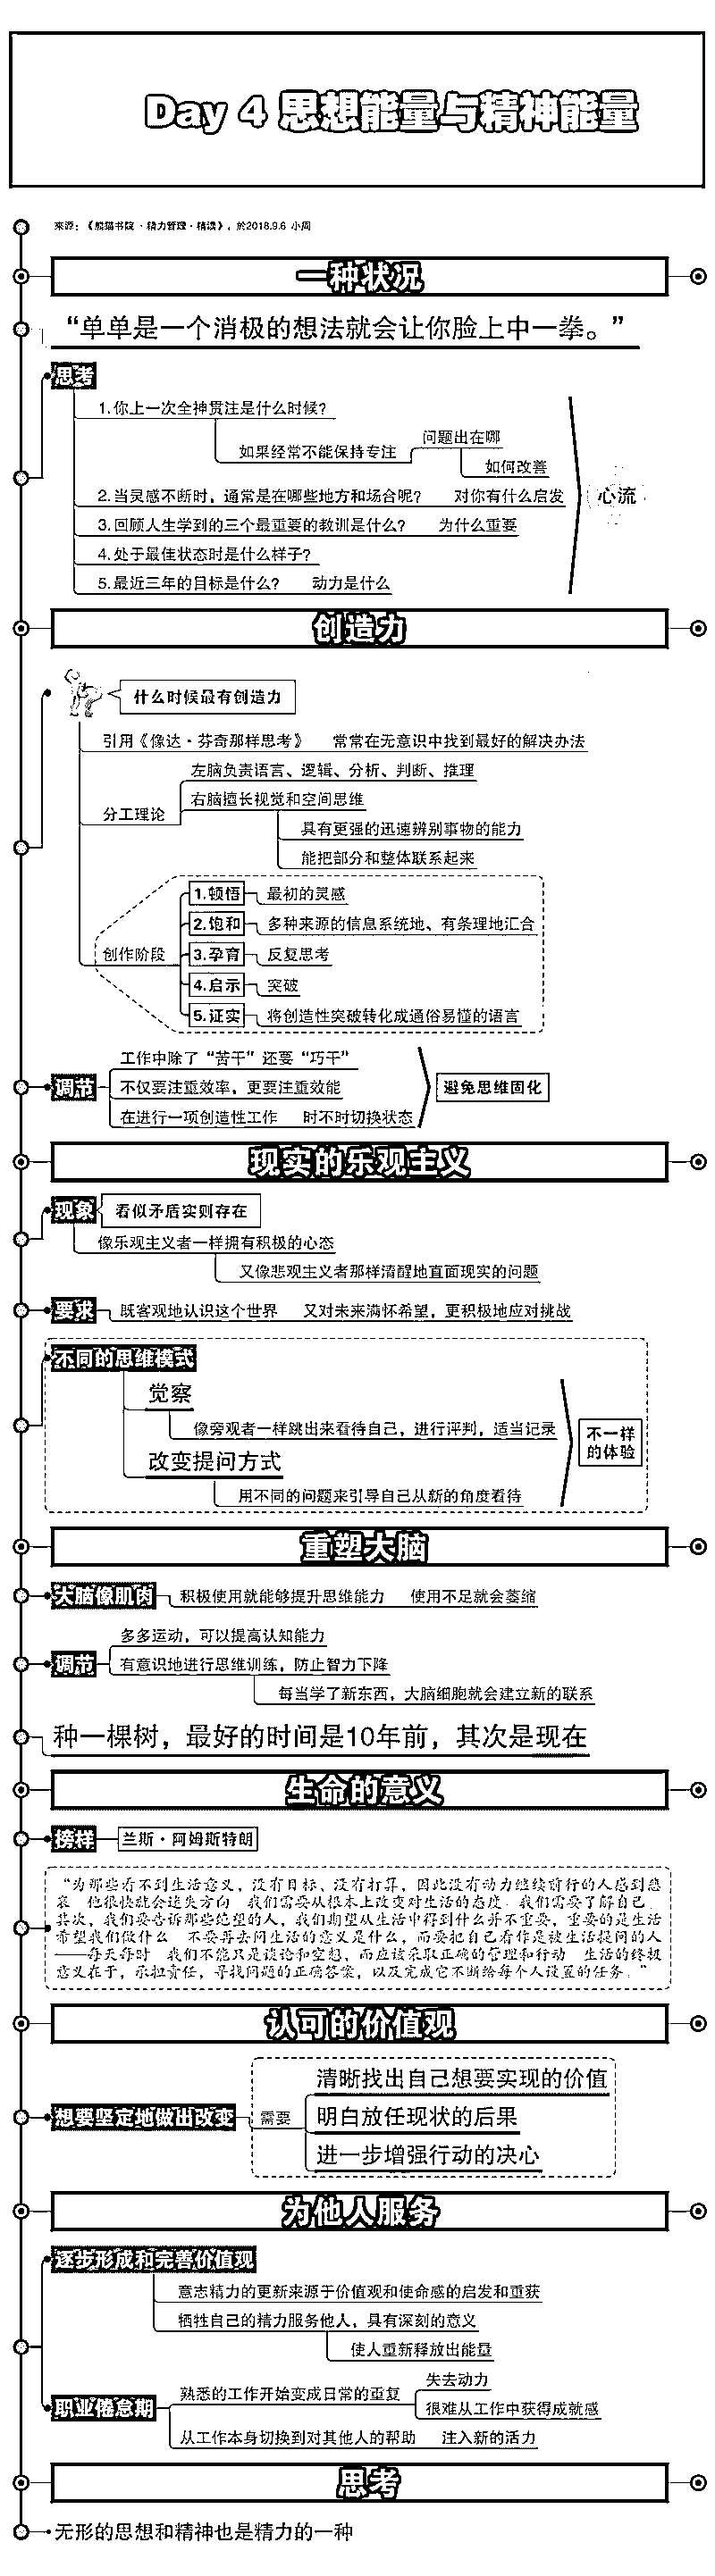 Day 4 思想能量与精神能量
来源：《熊猫书院·精力管理·精读》，於2018.9.6 小周
一种状况
“单单是一个消极的想法就会让你脸上中一拳。”
思考
1.你上一次全神贯注是什么时候？
如果经常不能保持专注
问题出在哪
如何改善
2.当灵感不断时，通常是在哪些地方和场合呢？ 对你有什么启发
3.回顾人生学到的三个最重要的教训是什么？ 为什么重要
4.处于最佳状态时是什么样子？
5.最近三年的目标是什么？ 动力是什么
心流
创造力
什么时候最有创造力
引用《像达·芬奇那样思考》 常常在无意识中找到最好的解决办法
分工理论
左脑负责语言、逻辑、分析、判断、推理
右脑擅长视觉和空间思维
具有更强的迅速辨别事物的能力
能把部分和整体联系起来
创作阶段
1.顿悟 最初的灵感
2.饱和 多种来源的信息系统地、有条理地汇合
3.孕育 反复思考
4.启示 突破
5.证实 将创造性突破转化成通俗易懂的语言
调节
工作中除了“苦干”还要“巧干”
不仅要注重效率，更要注重效能
在进行一项创造性工作 时不时切换状态
避免思维固化
现实的乐观主义
现象 看似矛盾实则存在
像乐观主义者一样拥有积极的心态
又像悲观主义者那样清醒地直面现实的问题
要求 既客观地认识这个世界 又对未来满怀希望，更积极地应对挑战
不同的思维模式
觉察
像旁观者一样跳出来看待自己，进行评判，适当记录
改变提问方式
用不同的问题来引导自己从新的角度看待
不一样
的体验
重塑大脑
大脑像肌肉 积极使用就能够提升思维能力 使用不足就会萎缩
调节
多多运动，可以提高认知能力
有意识地进行思维训练，防止智力下降
每当学了新东西，大脑细胞就会建立新的联系
种一棵树，最好的时间是10年前，其次是现在
生命的意义
榜样 兰斯·阿姆斯特朗
“为那些看不到生活意义，没有目标、没有打算，因此没有动力继续前行的人感到悲
哀 他很快就会迷失方向 我们需要从根本上改变对生活的态度 我们需要了解自己
其次，我们要告诉那些绝望的人，我们期望从生活中得到什么并不重要，重要的是生活
希望我们做什么 不要再去问生活的意义是什么，而要把自己看作是被生活提问的人
——每天每时 我们不能只是谈论和空想、而应该采取正确的管理和行动 生活的终极
意义在于，承担责任，寻找问题的正确答案，以及完成它不断给每个人设置的任务。”
认可的价值观
想要坚定地做出改变 需要
清晰找出自己想要实现的价值
明白放任现状的后果
进一步增强行动的决心
为他人服务
逐步形成和完善价值观
意志精力的更新来源于价值观和使命感的启发和重获
牺牲自己的精力服务他人，具有深刻的意义
使人重新释放出能量
职业倦怠期
熟悉的工作开始变成日常的重复
失去动力
很难从工作中获得成就感
从工作本身切换到对其他人的帮助 注入新的活力
思考
无形的思想和精神也是精力的一种